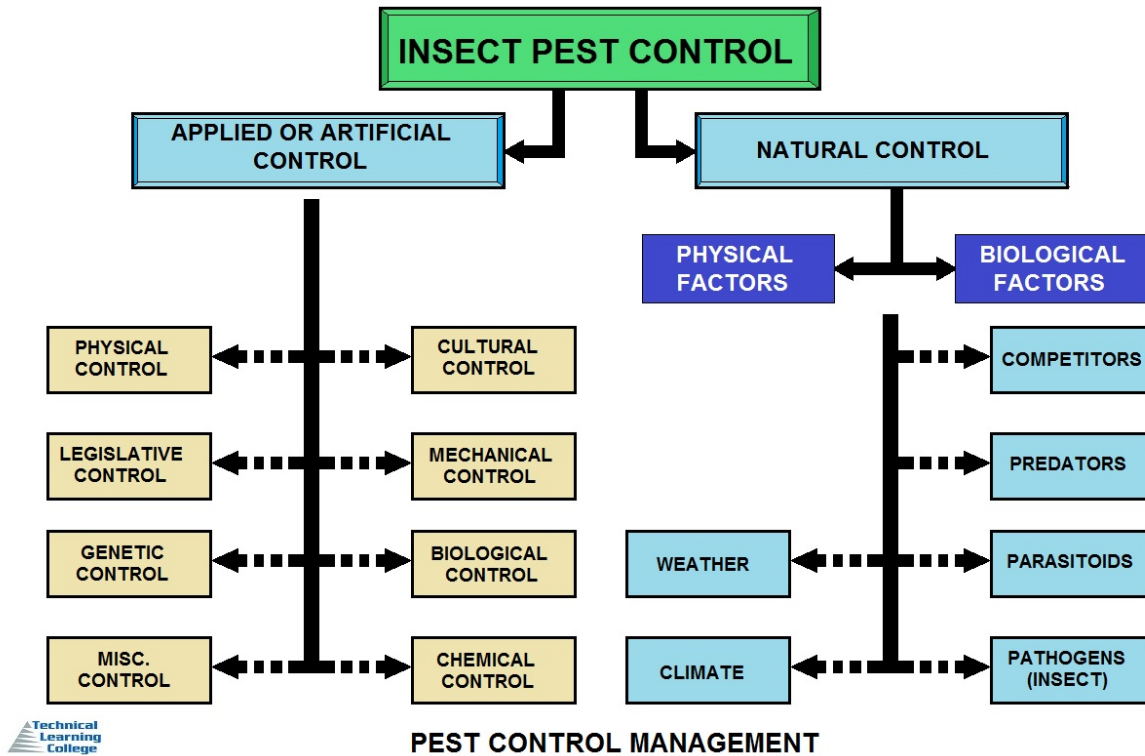 INSECT PEST CONTROL
APPLIED OR ARTIFICIAL
CONTROL
NATURAL CONTROL
PHYSICAL
FACTORS
BIOLOGICAL
FACTORS
PHYSICAL
CONTROL
CULTURAL
CONTROL
COMPETITORS
LEGISLATIVE
CONTROL
MECHANICAL
CONTROL
PREDATORS
GENETIC
CONTROL
BIOLOGICAL
CONTROL
WEATHER
PARASITOIDS
MISC.
CONTROL
CHEMICAL
CONTROL
CLIMATE
PATHOGENS
(INSECT)
Technical
Learning
College
PEST CONTROL MANAGEMENT